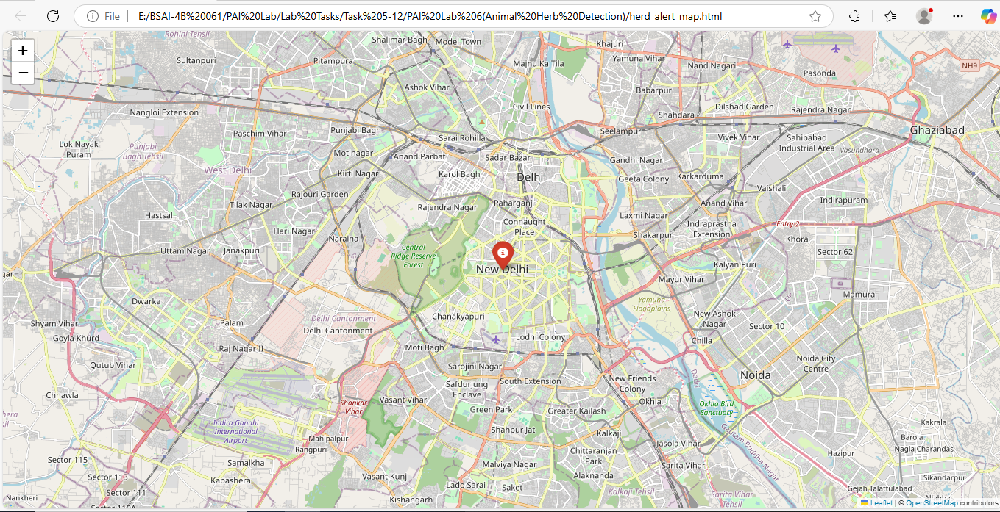 File
E:/BSAI-4B%20061/PAI%20Lab/Lab%20Tasks/Task%205-12/PAI%20Lab%206(Animal%20Herb%20Detection)/herd_alert_map.html
+
−
Rohini Tehsil
Shalimar Bagh
Model Town
Khajuri
Sultanpuri
Pitampura
Majnu Ka Tila
Yamuna Vihar
Nand Nagari
Pasonda
NH9
Ashok Vihar
Babarpur
Civil Lines
Dilshad Garden
Rajendra Nagar
Nangloi Extension
Shahdara
Paschim Vihar
Punjabi Bagh
Sarai Rohilla
Seelampur
Vivek Vihar
Sahibabad
Industrial Area
Ghaziabad
Lok Nayak
Puram
Punjabi
Bagh Tehsil
Motinagar
Anand Parbat
Sadar Bazar
Gandhi Nagar
Vasundhara
West Delhi
Kirti Nagar
Karol Bagh
Delhi
Geeta Colony
Karkarduma
Vaishali
Rajouri Garden
Tilak Nagar
Rajendra Nagar
Paharganj
Anand Vihar
Indirapuram
Hastsal
Connaught
Place
Laxmi Nagar
Indraprastha
Extension
Entry 2
Hari Nagar
Naraina
Shakarpur
Khora
Uttam Nagar
Janakpuri
Central
Ridge Reserve
Forest
Sector 62
Kalyan Puri
New Delhi
gar
Mayur Vihar
Mamura
Dwarka
Yamuna
Floodplains
Shyam Vihar
Palam
Delhi Cantonment
Delhi Cantonment
Chanakyapuri
New Ashok
Nagar
Sector 10
Goyla Khurd
Raj Nagar II
Moti Bagh
Lodhi Colony
Chilla
Qutub Vihar
Sarojini Nagar
Noida City
Centre
Chhawla
Safdurjung
Enclave
South Extension
New Friends
Colony
Dadri
Noida
Shankar
Vihar
Vasant Vihar
Green Park
Greater Kailash
Okhla
Okhla Bird
Sanctuary
hera
Tehsil
Indira Gandhi
International
Airport
Shahpur Jat
Kalkaji
Gautam Buddha Nagar
Kakrala
Mahipalpur
Rangpuri
Jasola Vihar
Barola
Nagla Charandas
Sector 115
Samalkha
Chittaranjan
Park
Hazipur
Malviya Nagar
Sarita Vihar
Sector 113
Kapashera
Vasant Kunj
Alaknanda
Sikandarpur
Sector 111
Lado Sarai
Saket
Kalkaji Tehsil
Gejah Talattulabad
Nankheri
Kishangarh
Sarita Vihar
Tehsil
Allahbas
Sector 110A
Leaflet | © OpenStreetMap contributors